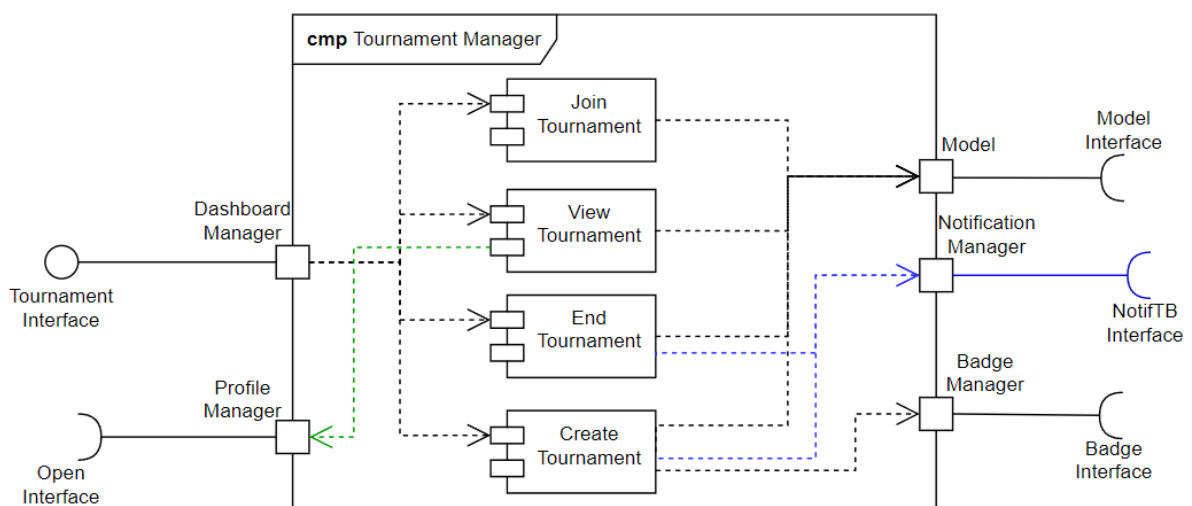 cmp Tournament Manager
Join
Tournament
Model
Interface
Model
Dashboard
Manager
View
Tournament
Notification
Manager
Tournament
Interface
End
Tournament
NotifTB
Interface
Profile
Manager
Badge
Manager
Create
Tournament
Open
Interface
Badge
Interface